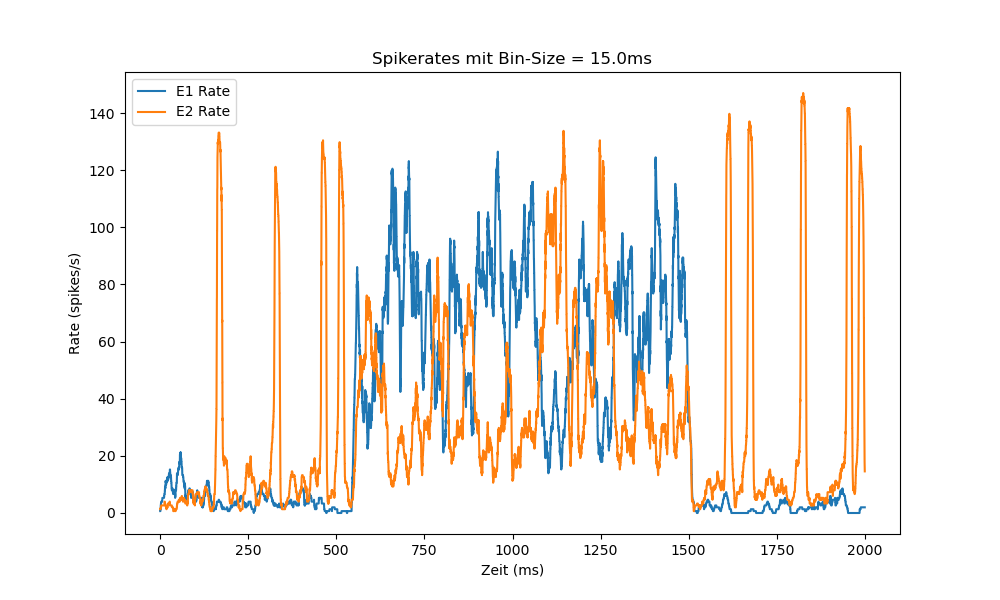 Spikerates mit Bin-Size = 15.0ms
E1 Rate
E2 Rate
140
120
100
80
60
40
20
0
Rate (spikes/s)
0 250 500 750 1000 1250 1500 1750 2000
Zeit (ms)